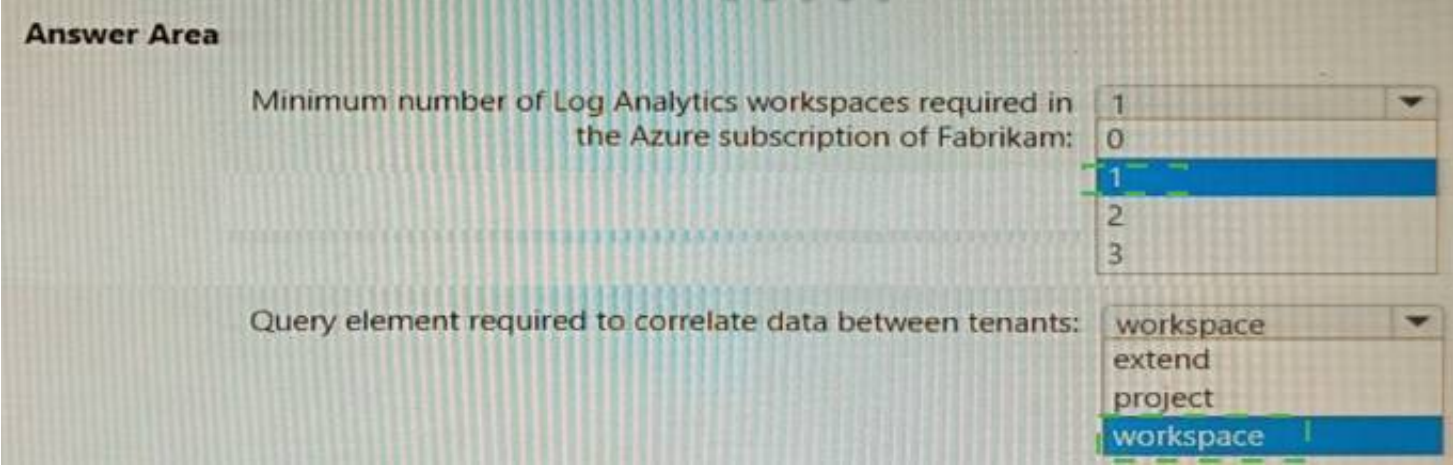 Answer Area
Minimum number of Log Analytics workspaces required in
the Azure subscription of Fabrikam:
1
0
1
2
3
Query element required to correlate data between tenants:
workspace
extend
project
workspace